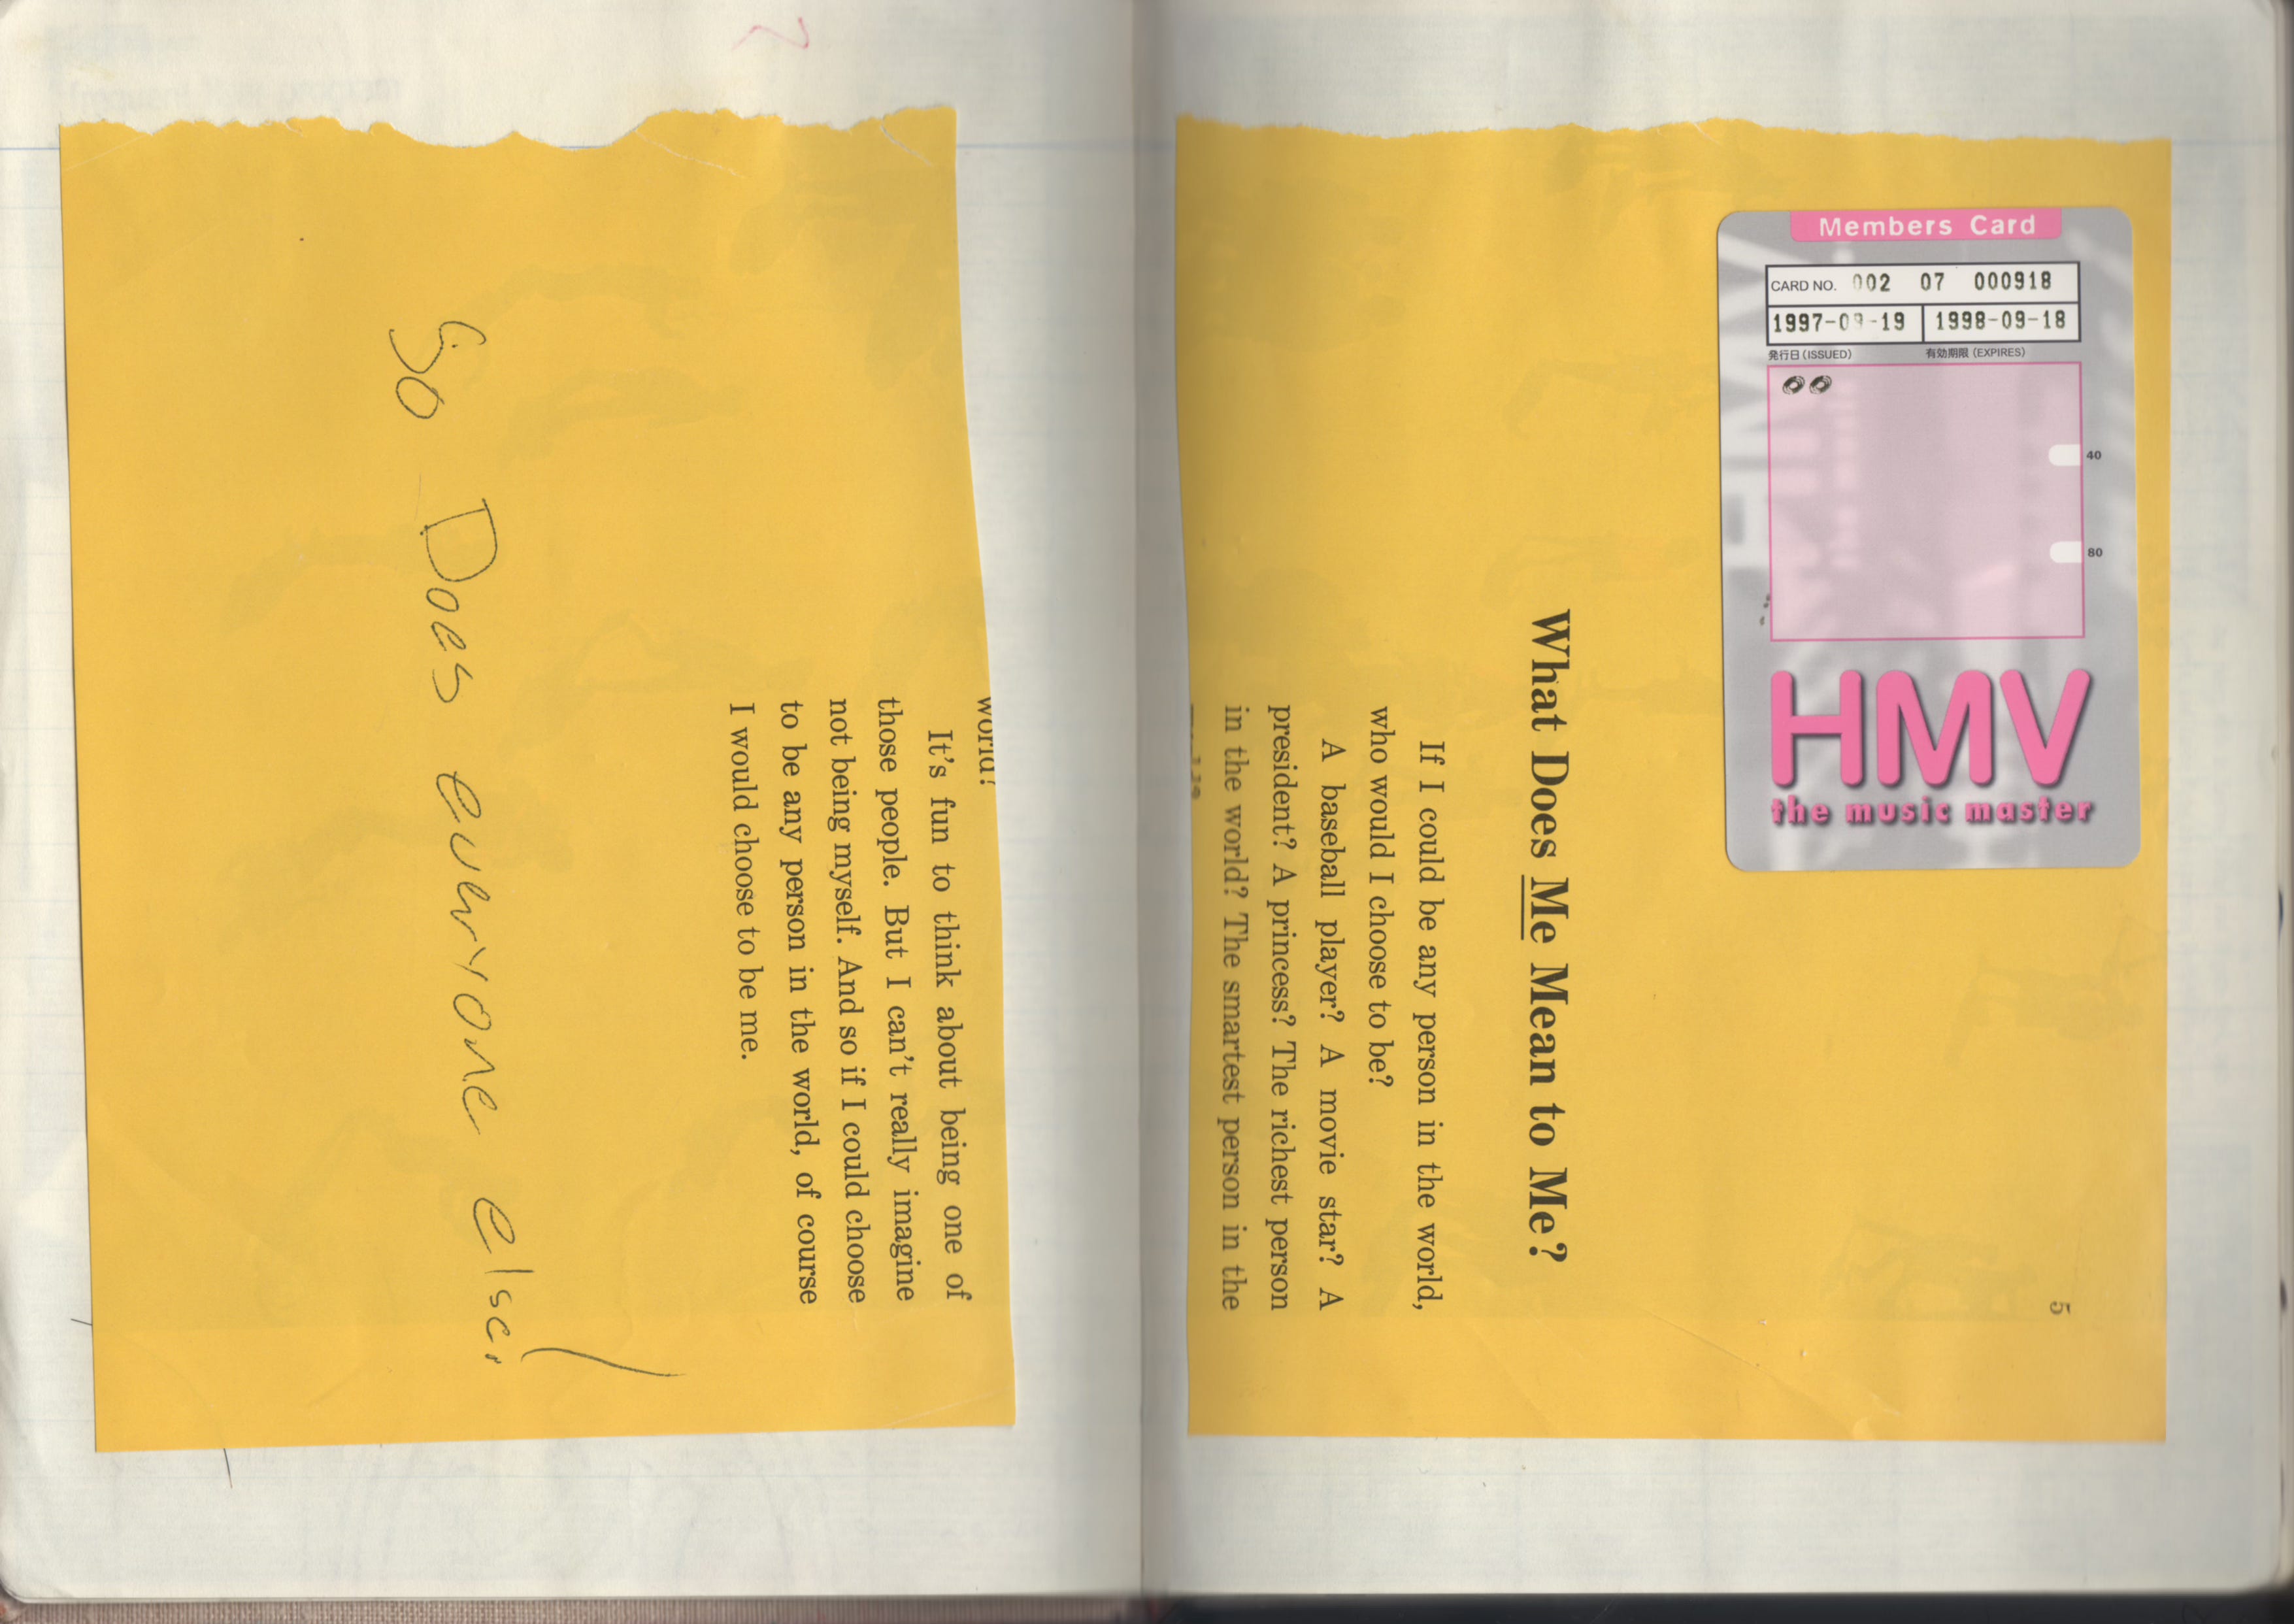 Members Card
CARD NO. 002 07 000918
1997-09-19 1998-09-18
発行日(ISSUED) 有効期限(EXPIRES)
40
80
HMV
the music master
5
What Does Me Mean to Me?
If I could be any person in the world,
who would I choose to be?
A baseball player? A movie star? A
president? A princess? The richest person
in the world? The smartest person in the
world?
It's fun to think about being one of
those people. But I can't really imagine
not being myself. And so if I could choose
to be any person in the world, of course
I would choose to be me.
So Does everyone else!